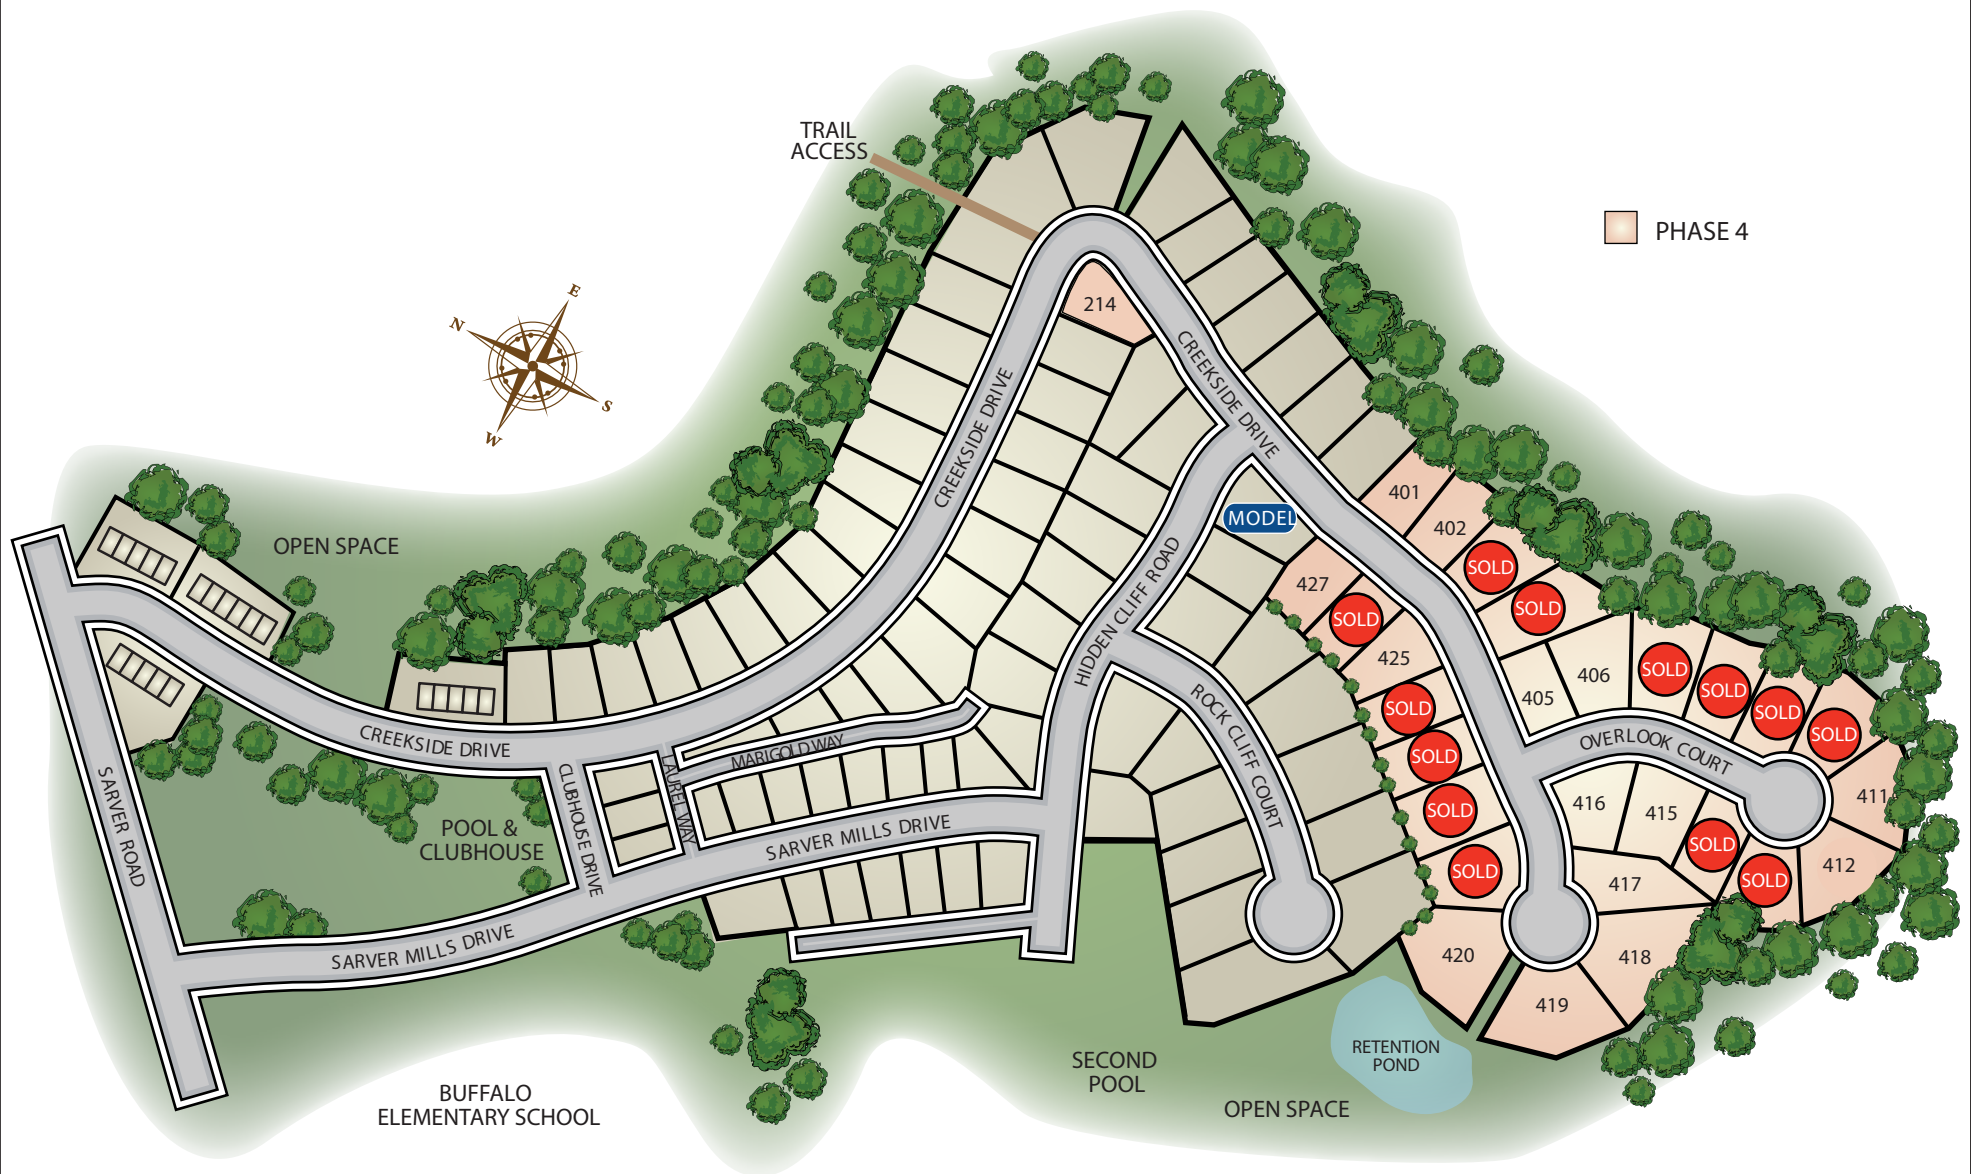 TRAIL
ACCESS
PHASE 4
E
N
S
W
214
CREEKSIDE DRIVE
CREEKSIDE DRIVE
401
402
MODEL
SOLD
SOLD
427
SOLD
425
OPEN SPACE
HIDDEN CLIFF ROAD
405
406
SOLD
SOLD
SOLD
SOLD
SOLD
SOLD
SOLD
SOLD
ROCK CLIFF COURT
OVERLOOK COURT
411
412
416
415
SOLD
SOLD
417
418
419
420
CREEKSIDE DRIVE
MARIGOLD WAY
LAUREL WAY
CLUBHOUSE DRIVE
SARVER ROAD
POOL &
CLUBHOUSE
SARVER MILLS DRIVE
SARVER MILLS DRIVE
RETENTION
POND
SECOND
POOL
OPEN SPACE
BUFFALO
ELEMENTARY SCHOOL